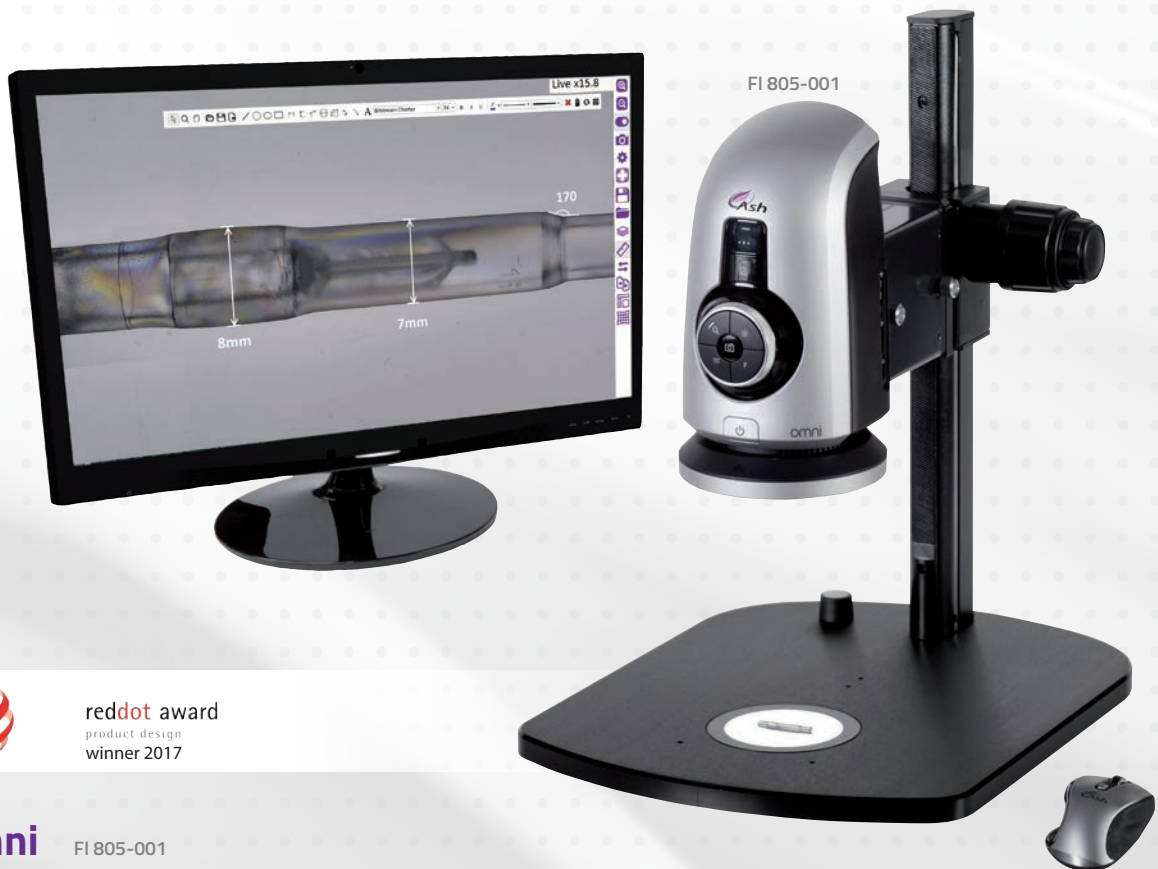 FI 805-001
Live x15.8
A
170
8mm
7mm
Ash
omni
reddot award
product design
winner 2017
Ash
ni FI 805-001